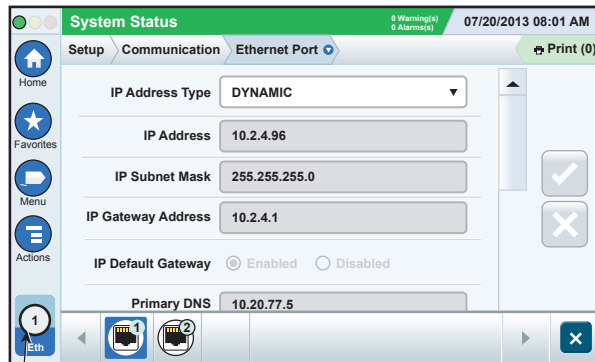 System Status
0 Warning(s)
0 Alarms(s)
07/20/2013 08:01 AM
Setup Communication Ethernet Port
Print (0)
Home
Favorites
Menu
Actions
1
Eth
IP Address Type DYNAMIC
IP Address 10.2.4.96
IP Subnet Mask 255.255.255.0
IP Gateway Address 10.2.4.1
IP Default Gateway Enabled Disabled
Primary DNS 10.20.77.5
1 2